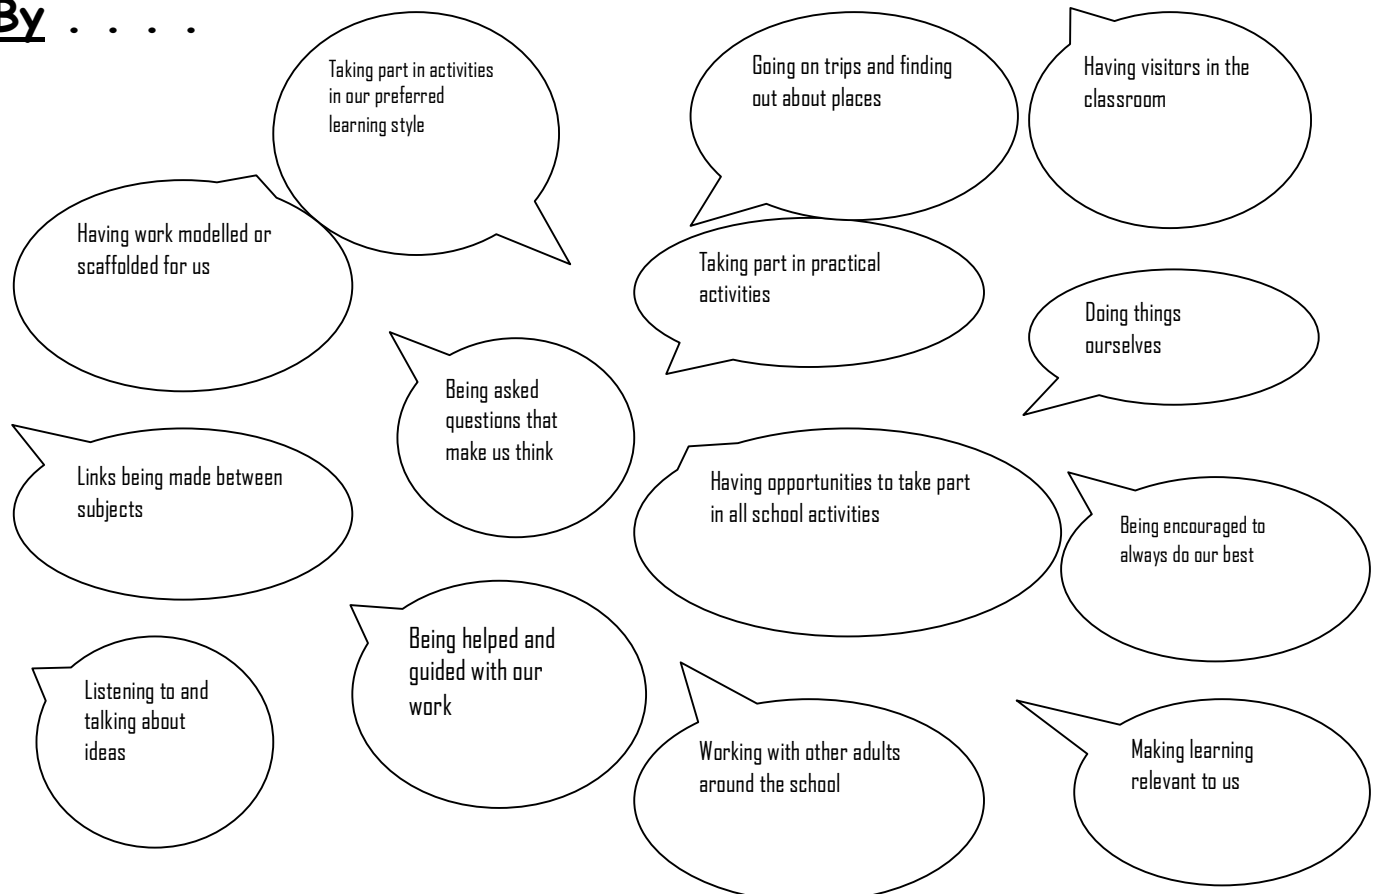 By . . . .
Taking part in activities
in our preferred
learning style
Going on trips and finding
out about places
Having visitors in the
classroom
Having work modelled or
scaffolded for us
Taking part in practical
activities
Doing things
ourselves
Being asked
questions that
make us think
Links being made between
subjects
Having opportunities to take part
in all school activities
Being encouraged to
always do our best
Being helped and
guided with our
work
Listening to and
talking about
ideas
Working with other adults
around the school
Making learning
relevant to us